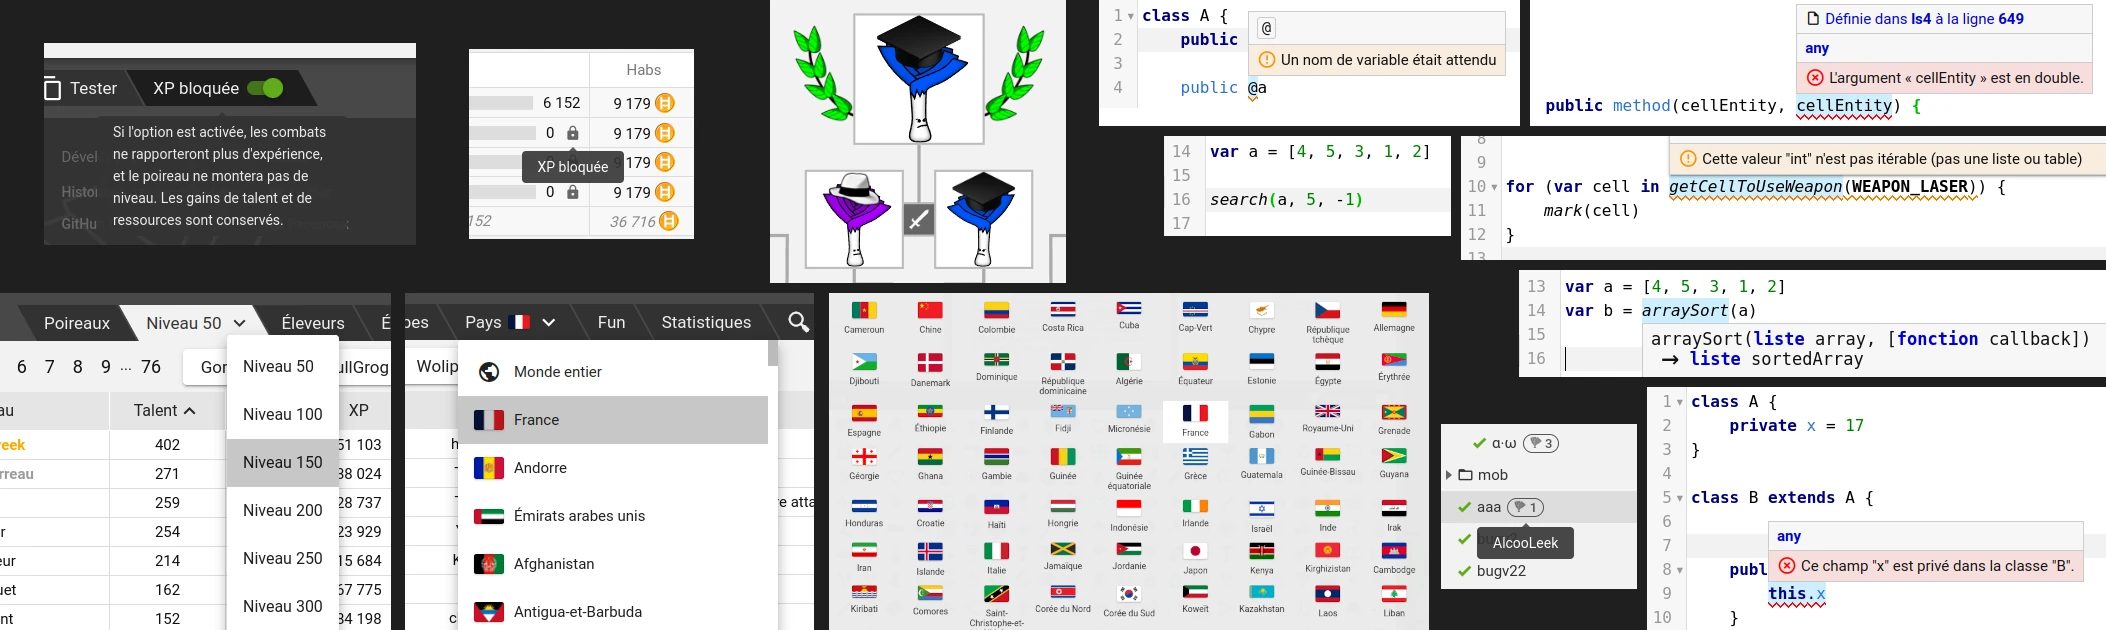 Tester
XP bloquée
Si l'option est activée, les combats
ne rapporteront plus d'expérience,
et le poireau ne montera pas de
niveau. Les gains de talent et de
ressources sont conservés.
Dével
Histor
GitHu
Habs
6 152
9 179
0
9 179
XP bloquée
9 179
0
9 179
152
36 716
1 class A {
2 public
3
4 public @a
@
Un nom de variable était attendu
Définie dans ls4 à la ligne 649
any
L'argument « cellEntity » est en double.
public method(cellEntity, cellEntity) {
14 var a = [4, 5, 3, 1, 2]
15
16 search(a, 5, -1)
17
8
Cette valeur "int" n'est pas itérable (pas une liste ou table)
9
10 for (var cell in getCellToUseWeapon(WEAPON_LASER)) {
11 mark(cell)
12 }
13
Poireaux
Niveau 50
Éleveurs
É
6 7 8 9 ... 76
Gor
ullGrog
au
Talent
XP
reek
402
51 103
rreau
271
38 024
259
28 737
r
254
23 929
eur
214
15 684
uet
162
67 775
nt
152
84 198
Niveau 50
Niveau 100
Niveau 150
Niveau 200
Niveau 250
Niveau 300
pes
Pays
Fun
Statistiques
Wolip
Monde entier
France
Andorre
Émirats arabes unis
Afghanistan
Antigua-et-Barbuda
re atta
Cameroun
Chine
Colombie
Costa Rica
Cuba
Cap-Vert
Chypre
République
tchèque
Allemagne
Djibouti
Danemark
Dominique
République
dominicaine
Algérie
Équateur
Estonie
Égypte
Érythrée
Espagne
Éthiopie
Finlande
Fidji
Micronésie
France
Gabon
Royaume-Uni
Grenade
Géorgie
Ghana
Gambie
Guinée
Guinée
équatoriale
Grèce
Guatemala
Guinée-Bissau
Guyana
Honduras
Croatie
Haïti
Hongrie
Indonésie
Irlande
Israël
Inde
Irak
Iran
Islande
Italie
Jamaïque
Jordanie
Japon
Kenya
Kirghizistan
Cambodge
Kiribati
Comores
Saint-
Christophe-et-
Corée du Nord
Corée du Sud
Koweït
Kazakhstan
Laos
Liban
13 var a = [4, 5, 3, 1, 2]
14 var b = arraySort(a)
15
16
arraySort(liste array, [fonction callback])
→ liste sortedArray
α·ω 3
mob
aaa 1
AlcooLeek
bugv22
1 class A {
2 private x = 17
3 }
4
5 class B extends A {
6
7
any
8 publ
Ce champ "x" est privé dans la classe "B".
9 this.x
10 }